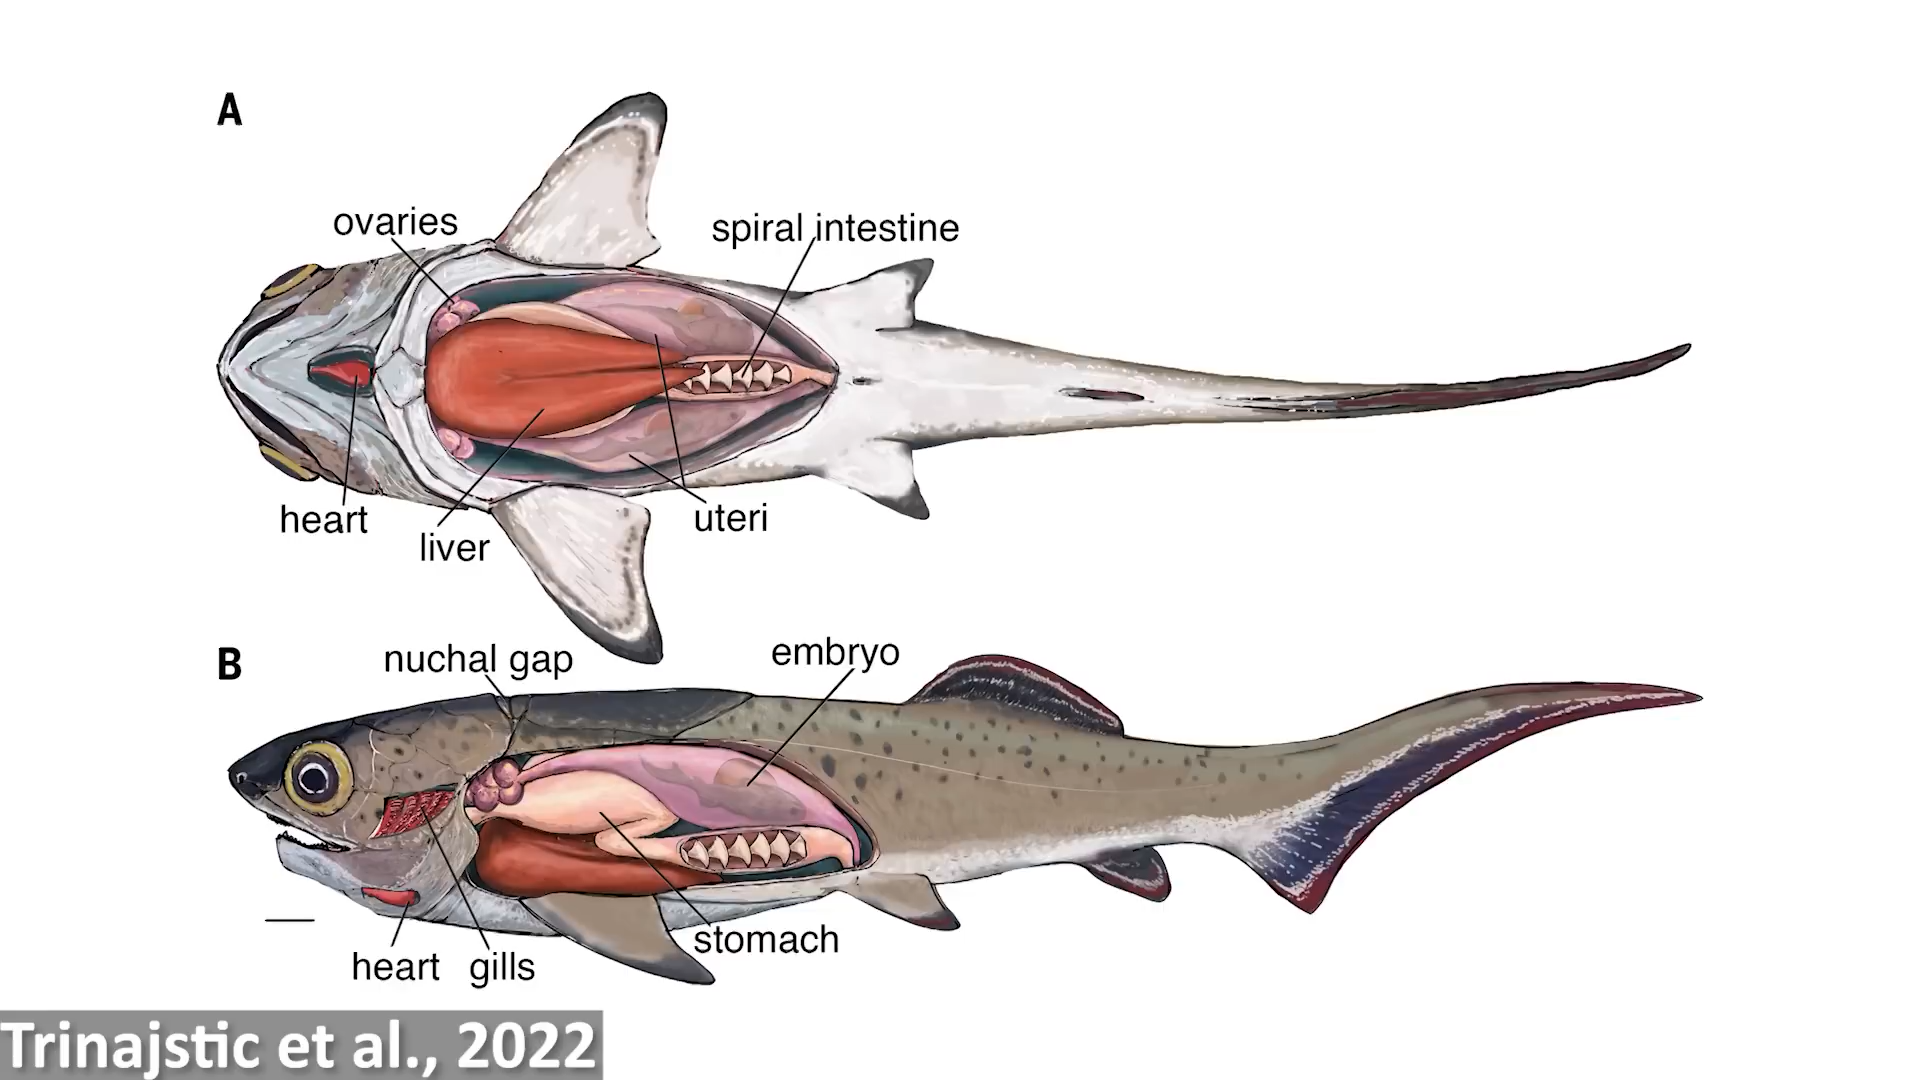 A
ovaries
spiral intestine
heart
liver
uteri
B
nuchal gap
embryo
stomach
heart
gills
Trinajstic et al., 2022